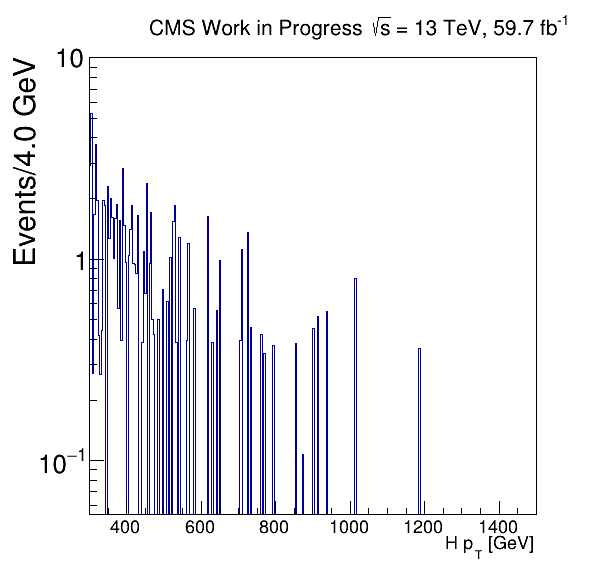 CMS Work in Progress √s = 13 TeV, 59.7 fb⁻¹
Events/4.0 GeV
10
1
10⁻¹
400 600 800 1000 1200 1400
H p_T [GeV]